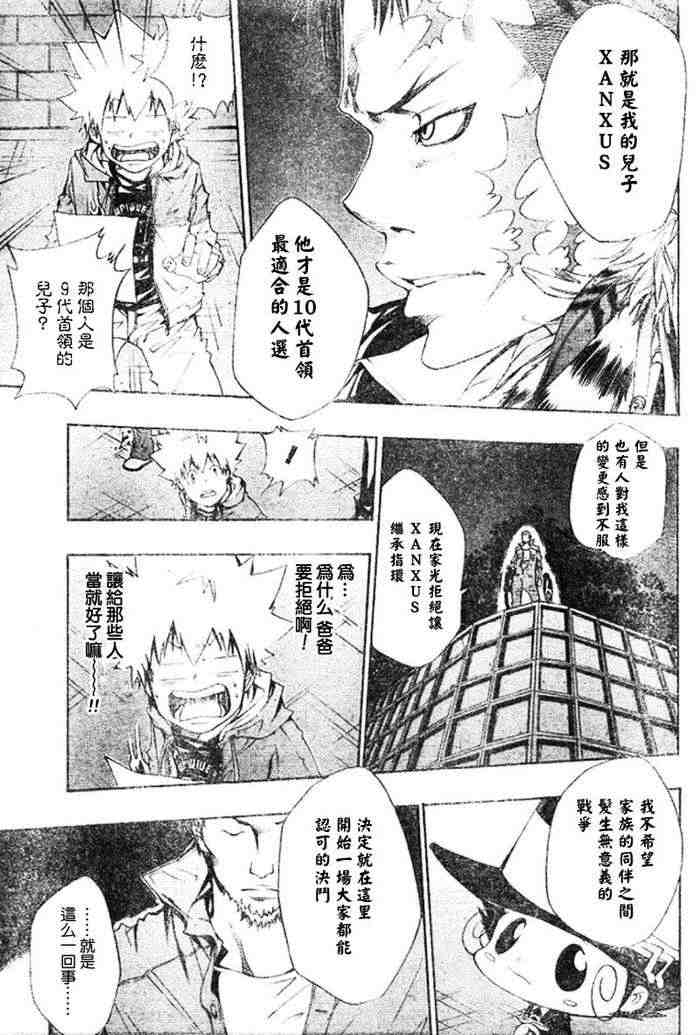 那就是我的兒子
XANXUS
他才是10代首領
最適合的人選
什麼!?
那個人是
9代首領的
兒子?
但是
也有人對我這樣
的變更感到不服
現在家光拒絕讓
XANXUS
繼承指環
!
為…
為什么爸爸
要拒絕啊!
讓給那些人
當就好了嘛~~!!
我不希望
家族的同伴之間
髮生無意義的
戰爭
決定就在這里
開始一場大家都能
認可的決鬥
……就是
這么一回事…